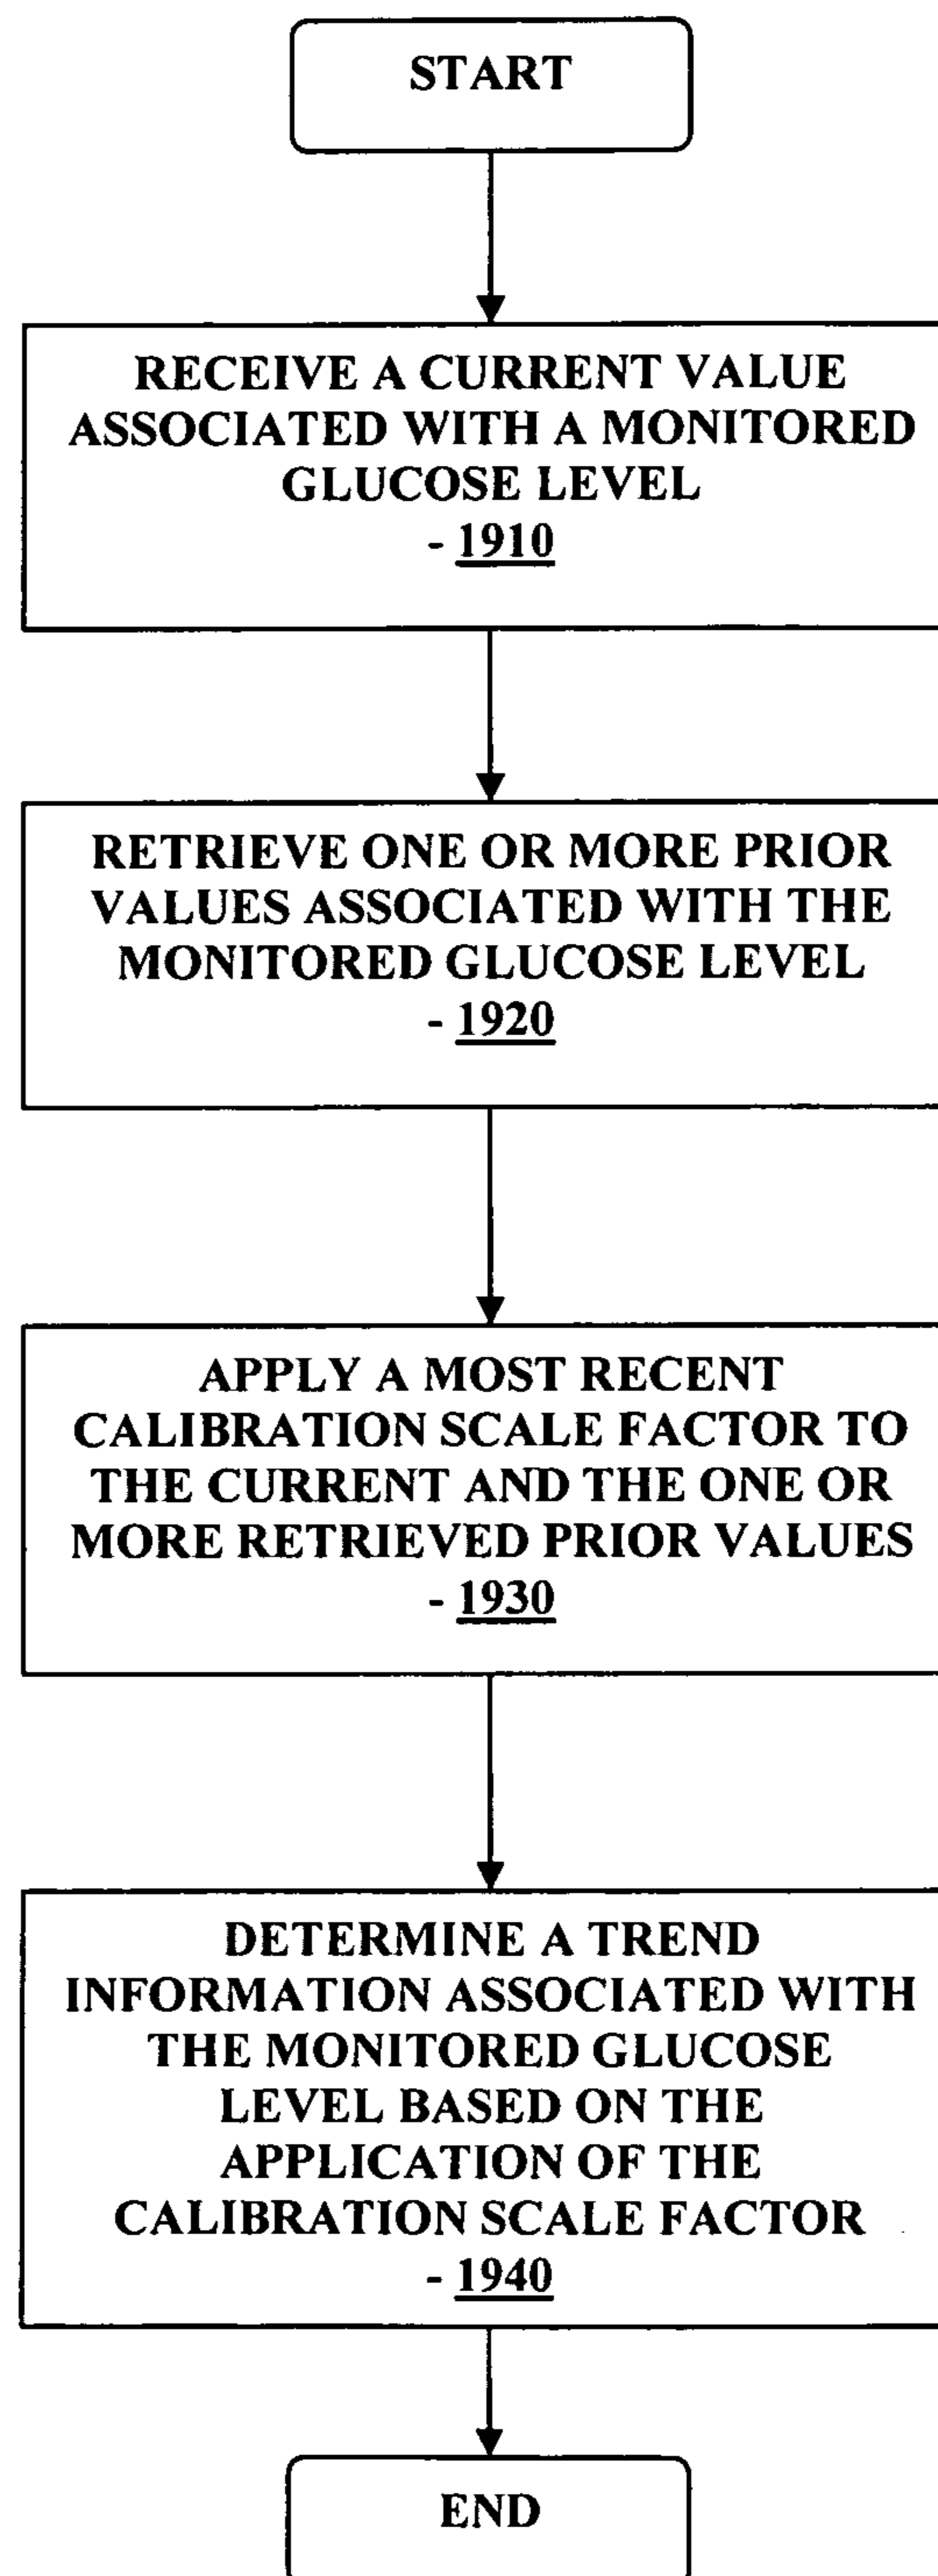 START
RECEIVE A CURRENT VALUE
ASSOCIATED WITH A MONITORED
GLUCOSE LEVEL
- 1910
RETRIEVE ONE OR MORE PRIOR
VALUES ASSOCIATED WITH THE
MONITORED GLUCOSE LEVEL
- 1920
APPLY A MOST RECENT
CALIBRATION SCALE FACTOR TO
THE CURRENT AND THE ONE OR
MORE RETRIEVED PRIOR VALUES
- 1930
DETERMINE A TREND
INFORMATION ASSOCIATED WITH
THE MONITORED GLUCOSE
LEVEL BASED ON THE
APPLICATION OF THE
CALIBRATION SCALE FACTOR
- 1940
END